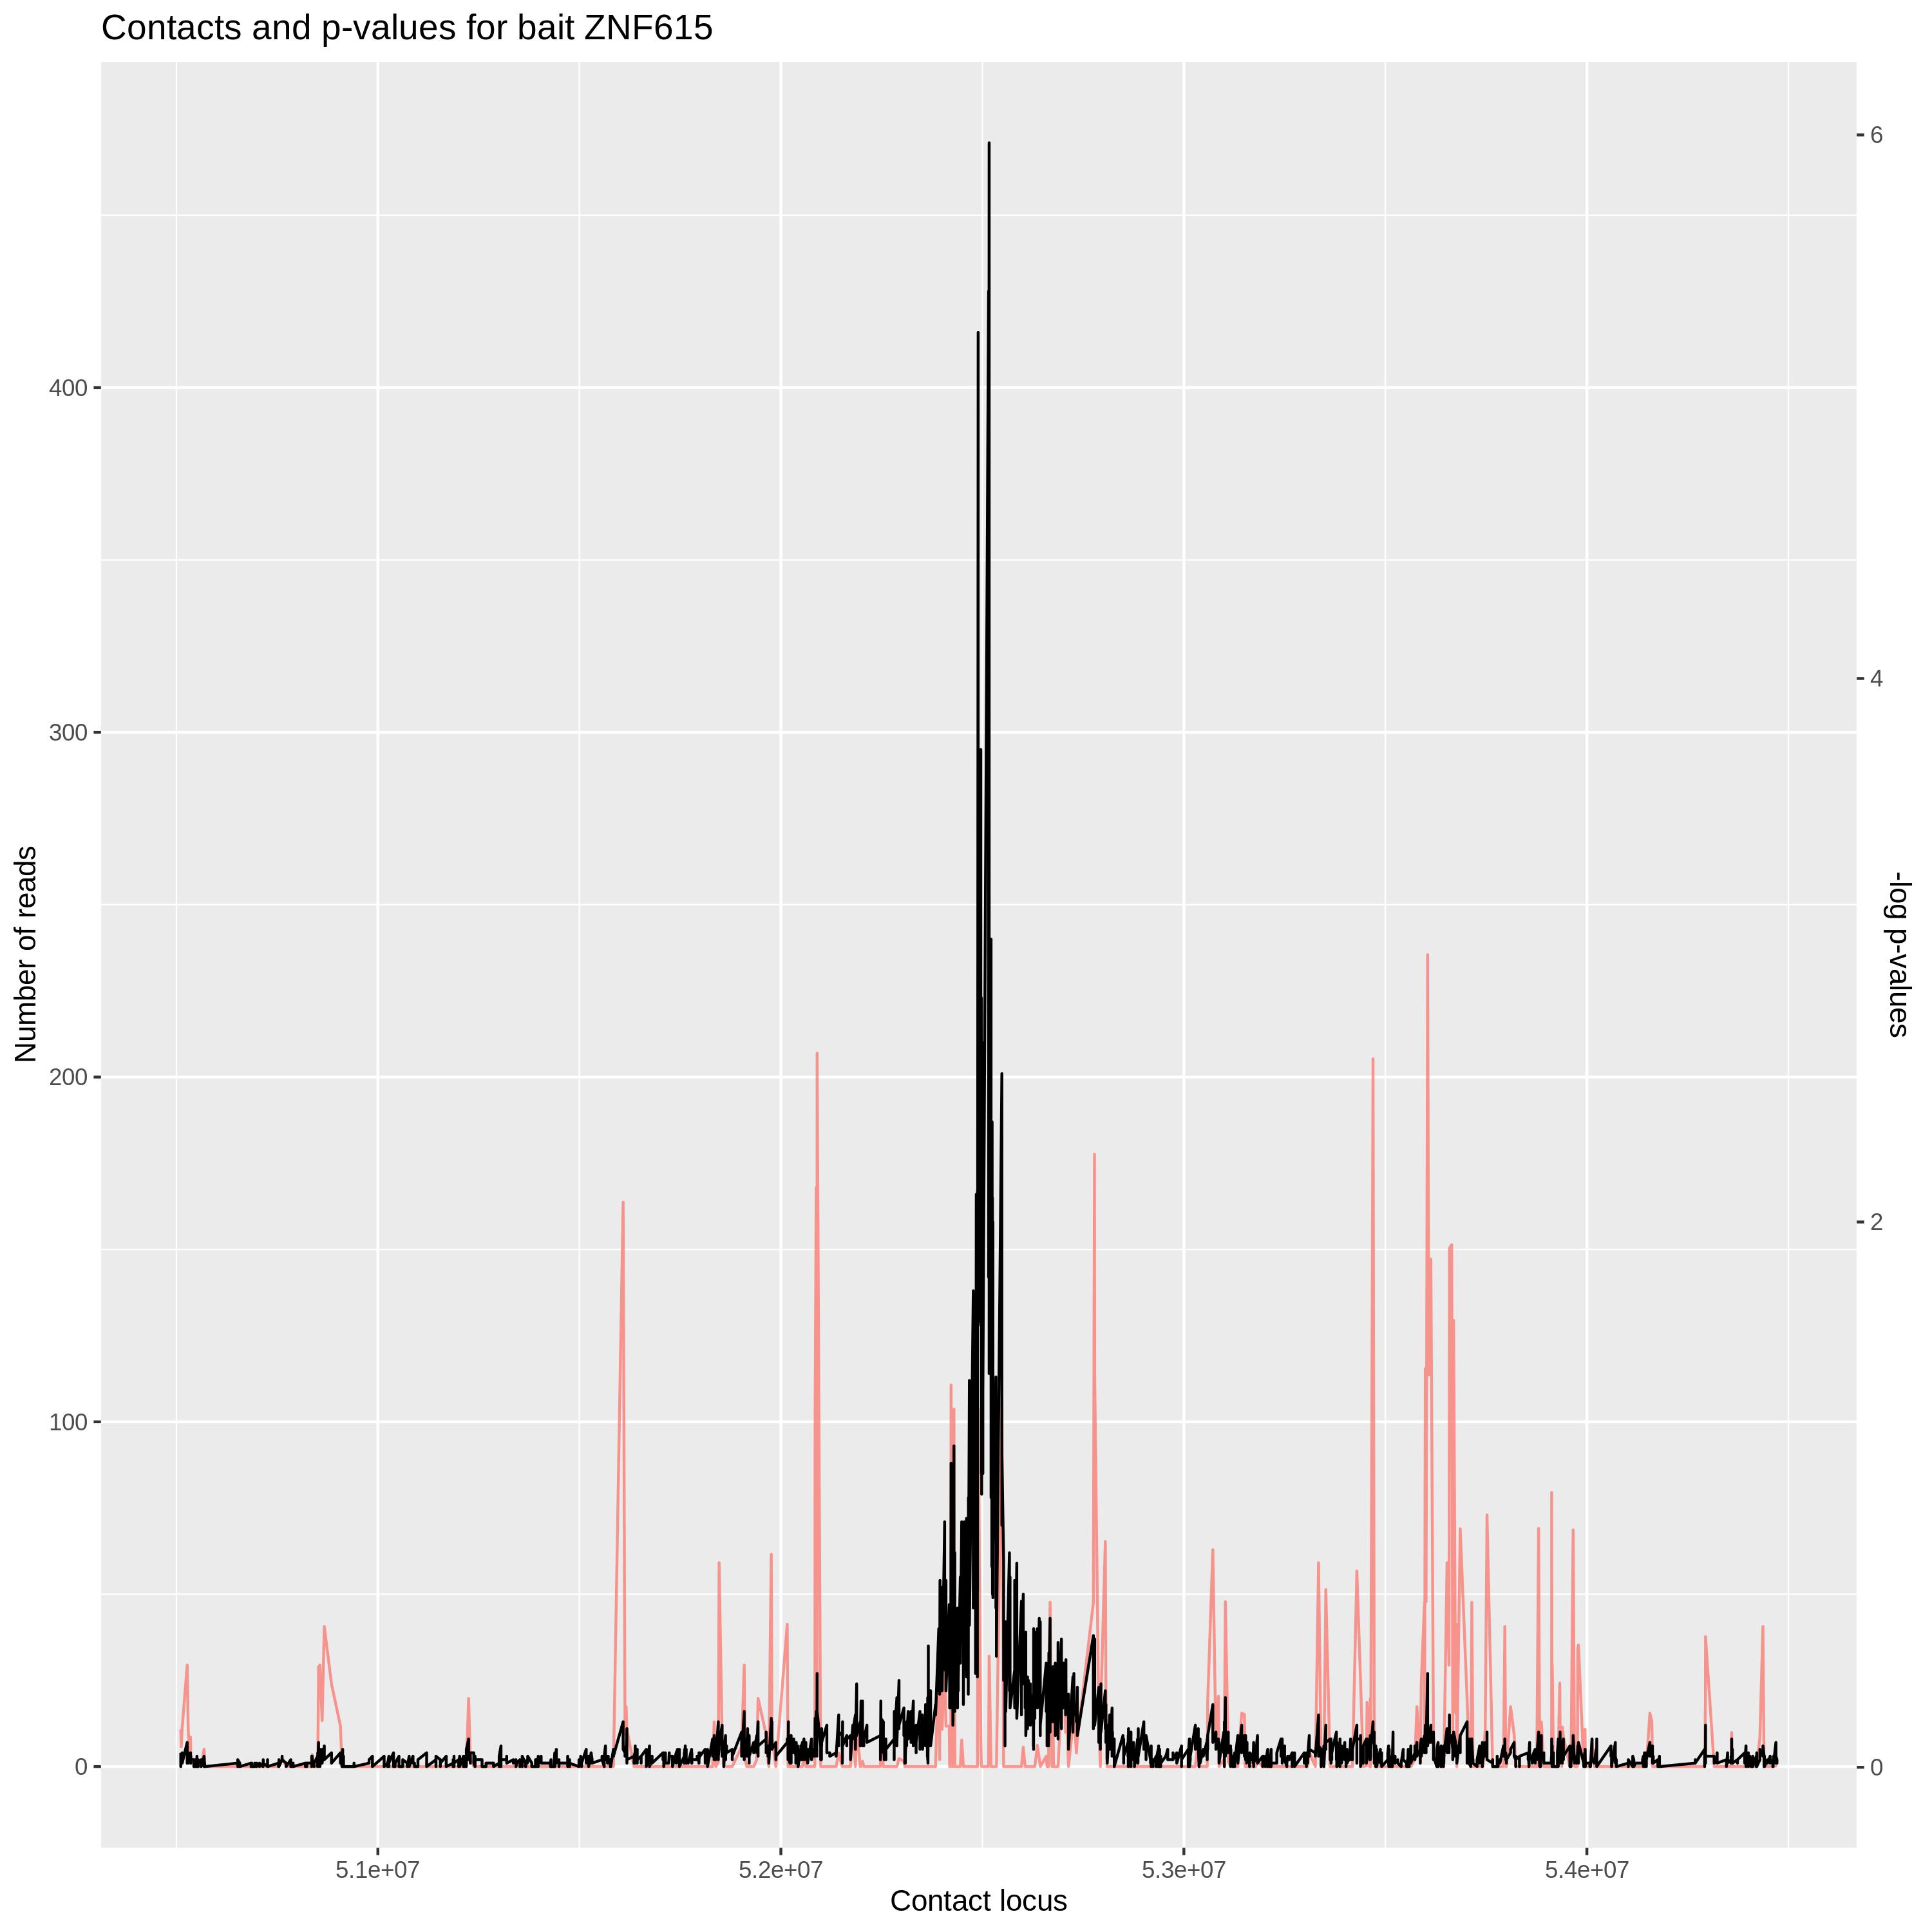 Contacts and p-values for bait ZNF615
Number of reads
400
300
200
100
0
6
4
2
0
-log p-values
5.1e+07
5.2e+07
5.3e+07
5.4e+07
Contact locus